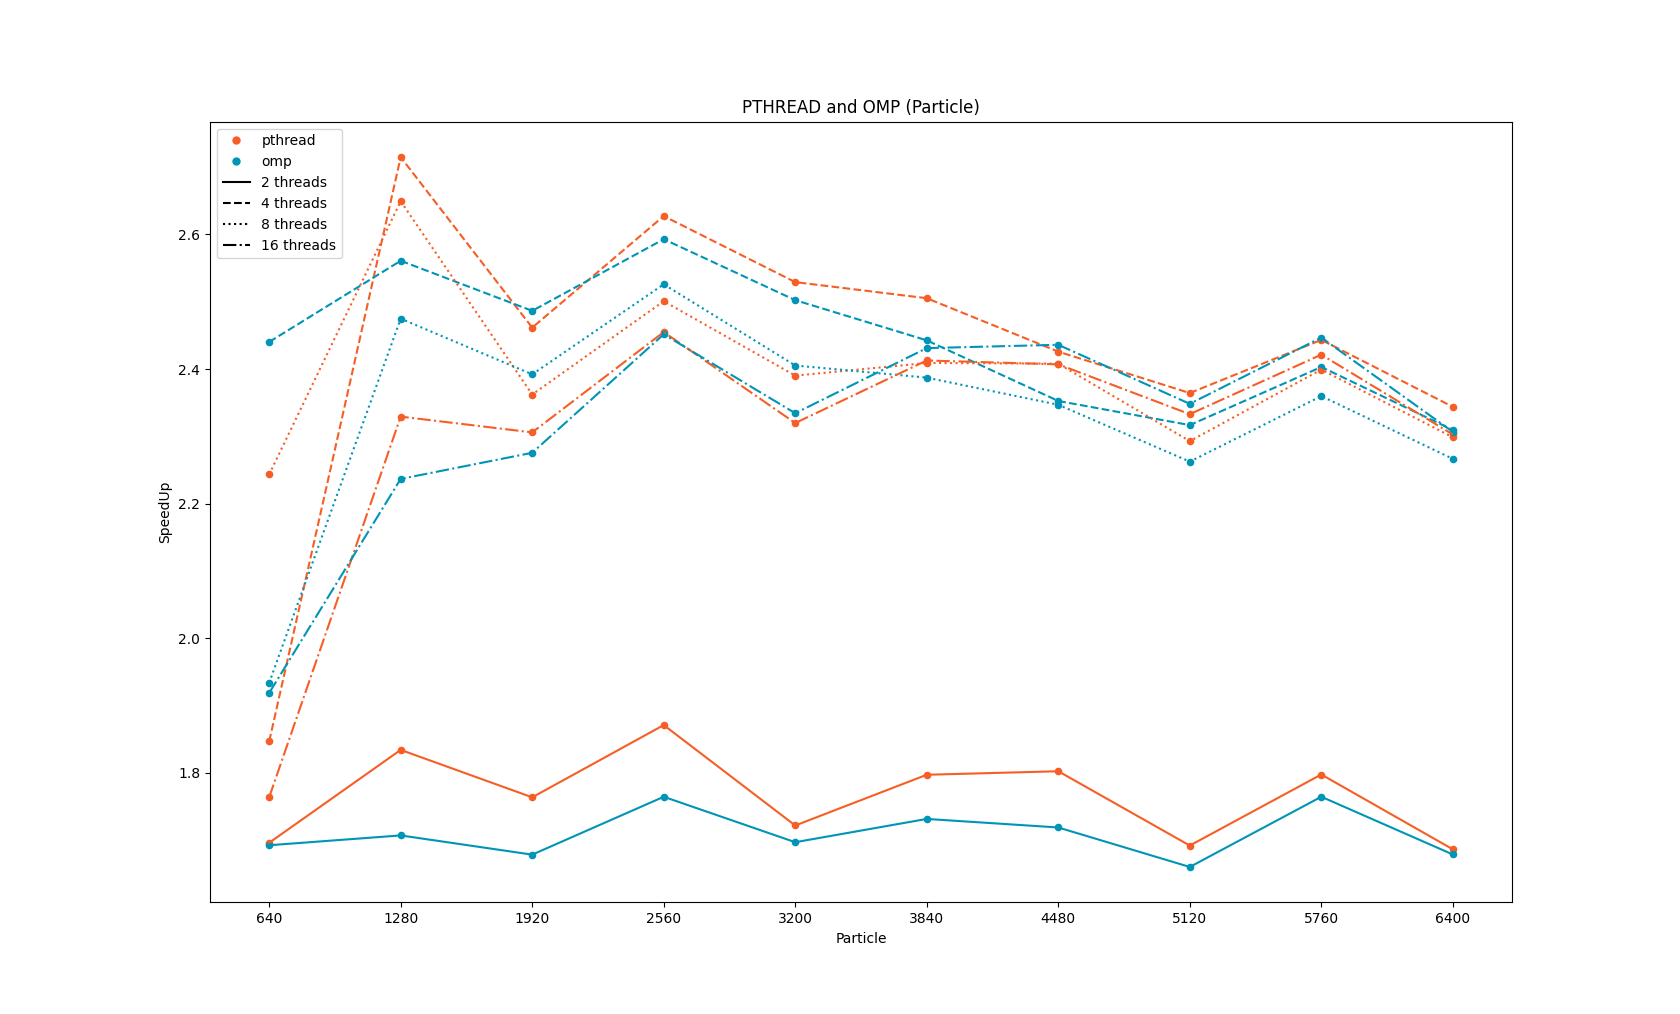 PTHREAD and OMP (Particle)
pthread
omp
2 threads
4 threads
8 threads
16 threads
2.6
2.4
2.2
2.0
1.8
SpeedUp
640 1280 1920 2560 3200 3840 4480 5120 5760 6400
Particle